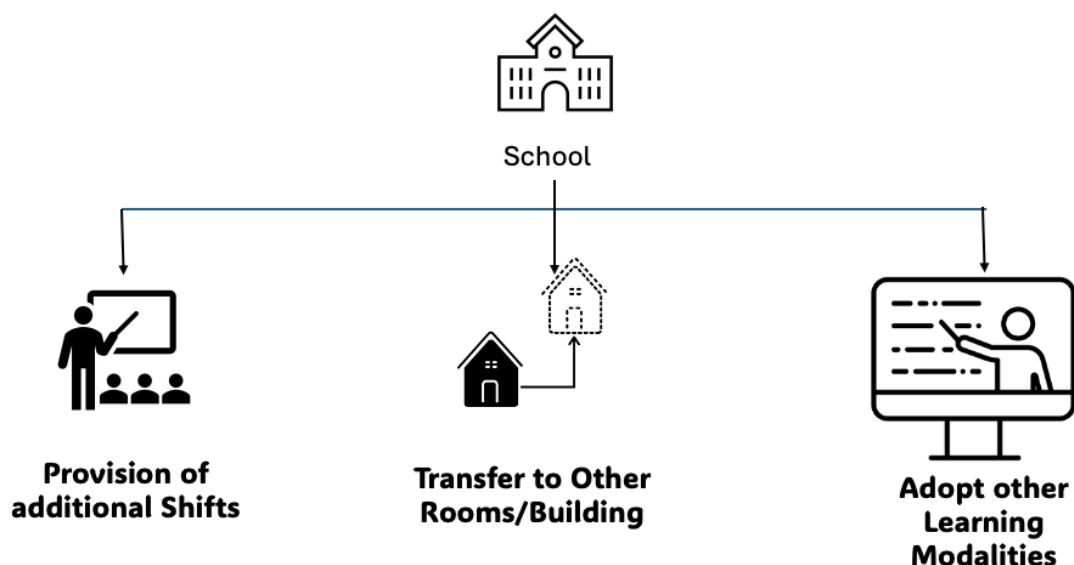 School
Provision of
additional Shifts
Transfer to Other
Rooms/Building
Adopt other
Learning
Modalities